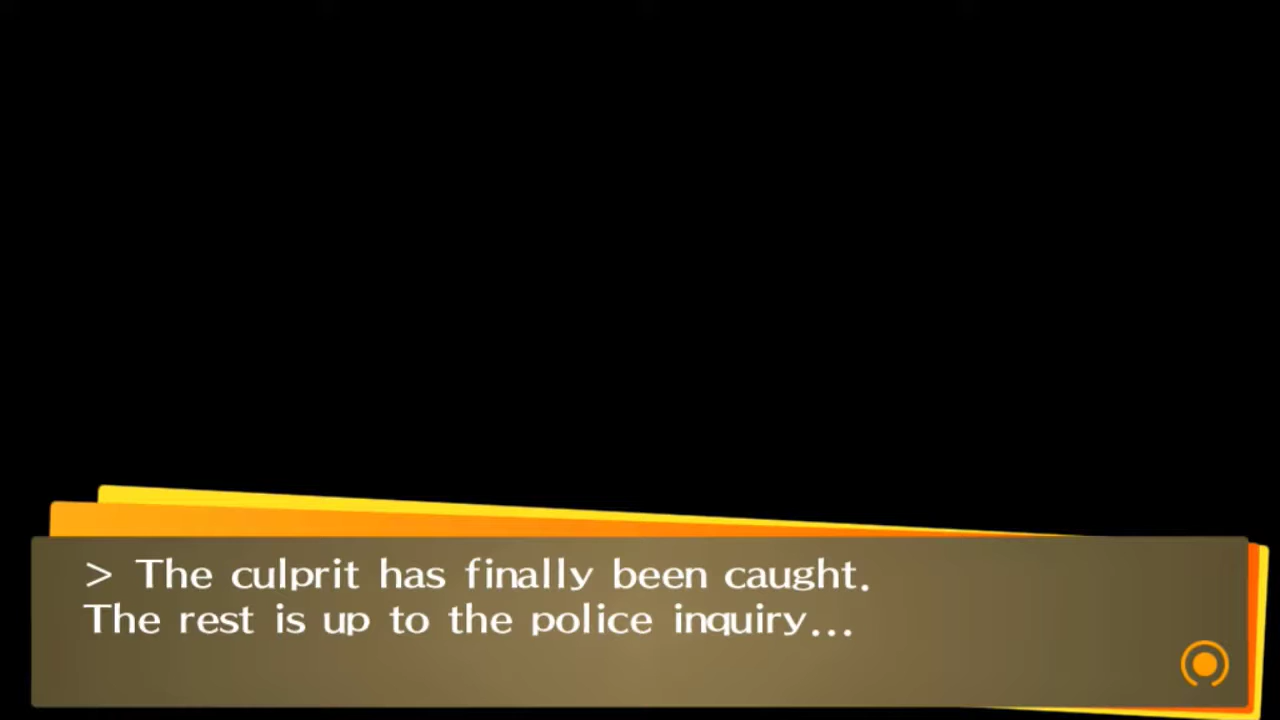 > The culprit has finally been caught.
The rest is up to the police inquiry...